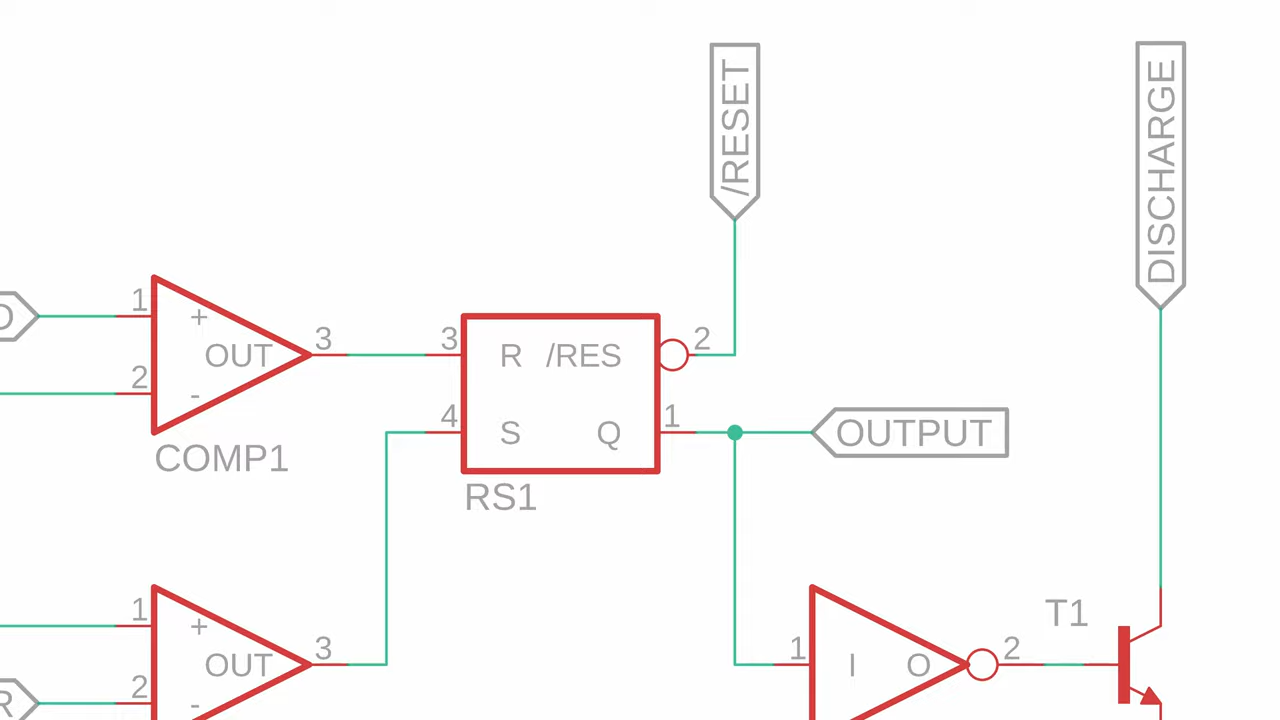 /RESET
DISCHARGE
1
+
OUT
3
2
-
COMP1
3
R
/RES
2
4
S
Q
1
RS1
OUTPUT
1
+
OUT
3
2
-
1
I
O
2
T1